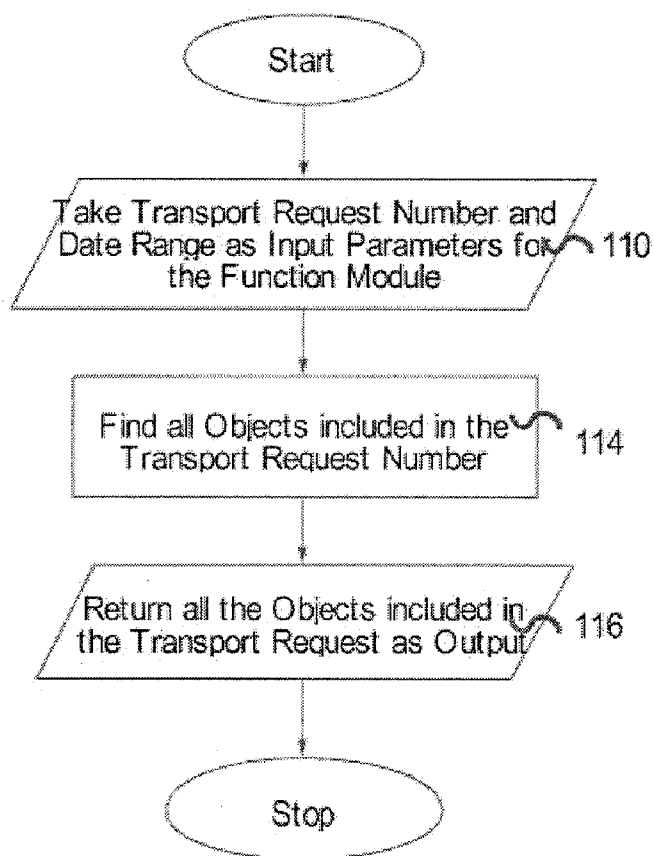 Start
Take Transport Request Number and
Date Range as Input Parameters for
the Function Module
110
Find all Objects included in the
Transport Request Number
114
Return all the Objects included in
the Transport Request as Output
116
Stop